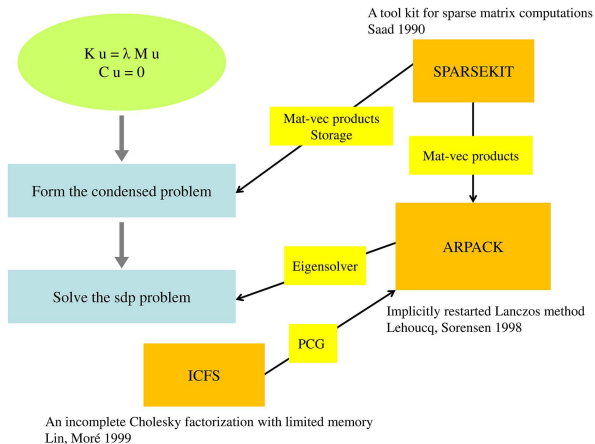 A tool kit for sparse matrix computations
Saad 1990
K u = λ M u
C u = 0
SPARSEKIT
Mat-vec products
Storage
Mat-vec products
Form the condensed problem
ARPACK
Eigensolver
Solve the sdp problem
Implicitly restarted Lanczos method
Lehoucq, Sorensen 1998
PCG
ICFS
An incomplete Cholesky factorization with limited memory
Lin, Moré 1999